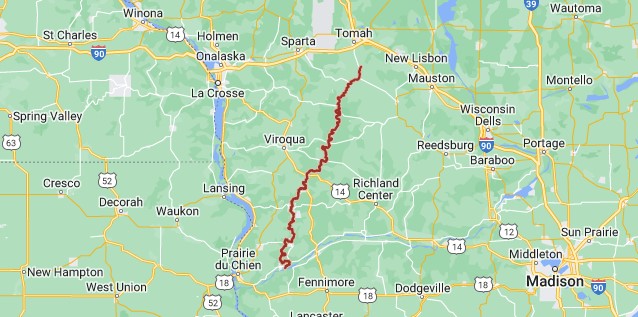 Winona
14
Holmen
Sparta
Tomah
39
Wautoma
St Charles
90
Onalaska
New Lisbon
La Crosse
Mauston
Montello
Spring Valley
Wisconsin
Dells
63
Viroqua
90
Reedsburg
Portage
Baraboo
52
Cresco
Lansing
14
Richland
Center
Decorah
Waukon
12
14
Sun Prairie
Prairie
du Chien
Middleton
New Hampton
18
Madison
90
52
18
Fennimore
18
Dodgeville
West Union
Lancaster